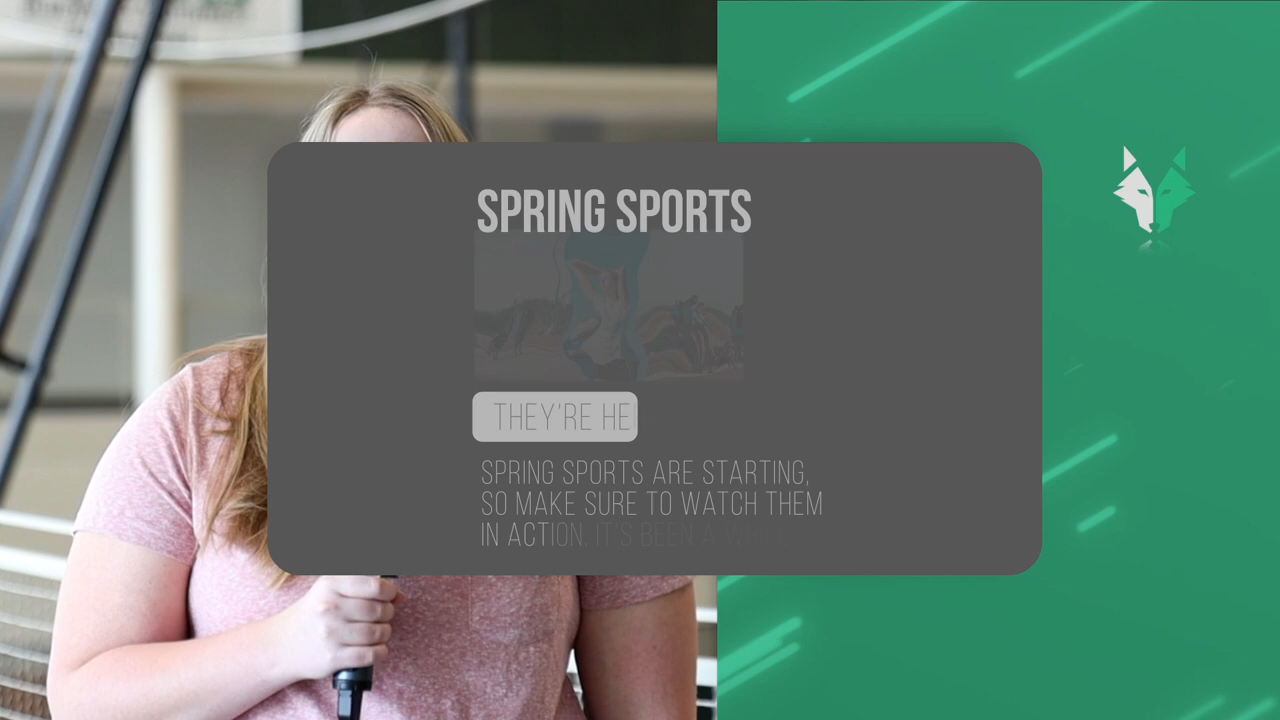 SPRING SPORTS
THEY'RE HE
SPRING SPORTS ARE STARTING,
SO MAKE SURE TO WATCH THEM
IN ACTION. IT'S BEEN A WHILE